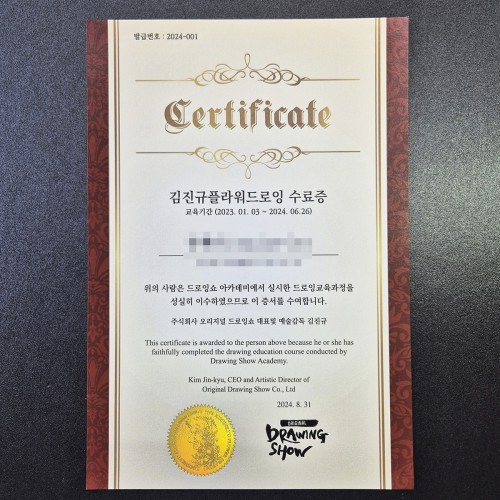 발급번호 : 2024-001
Certificate
김진규플라워드로잉 수료증
교육기간 (2023. 01. 03 ~ 2024. 06.26)
위의 사람은 드로잉쇼 아카데미에서 실시한 드로잉교육과정을
성실히 이수하였으므로 이 증서를 수여합니다.
주식회사 오리지널 드로잉쇼 대표및 예술감독 김진규
This certificate is awarded to the person above because he or she has
faithfully completed the drawing education course conducted by
Drawing Show Academy.
Kim Jin-kyu, CEO and Artistic Director of
Original Drawing Show Co., Ltd
2024. 8. 31
ORIGINAL
DRAWING
SHOW